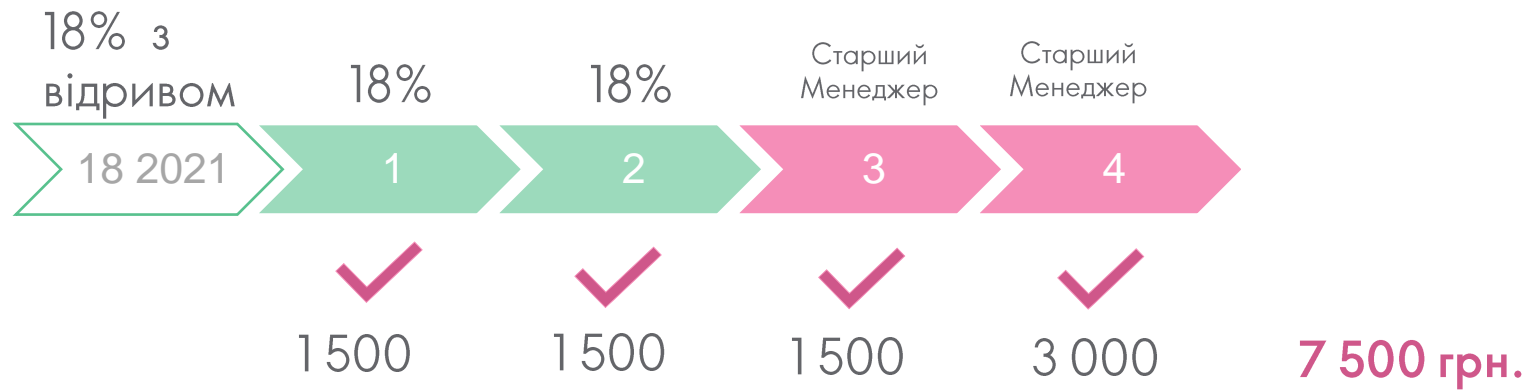 18% з
відривом
18%
18%
Старший
Менеджер
Старший
Менеджер
18 2021
1
2
3
4
1 500
1 500
1 500
3 000
7 500 грн.